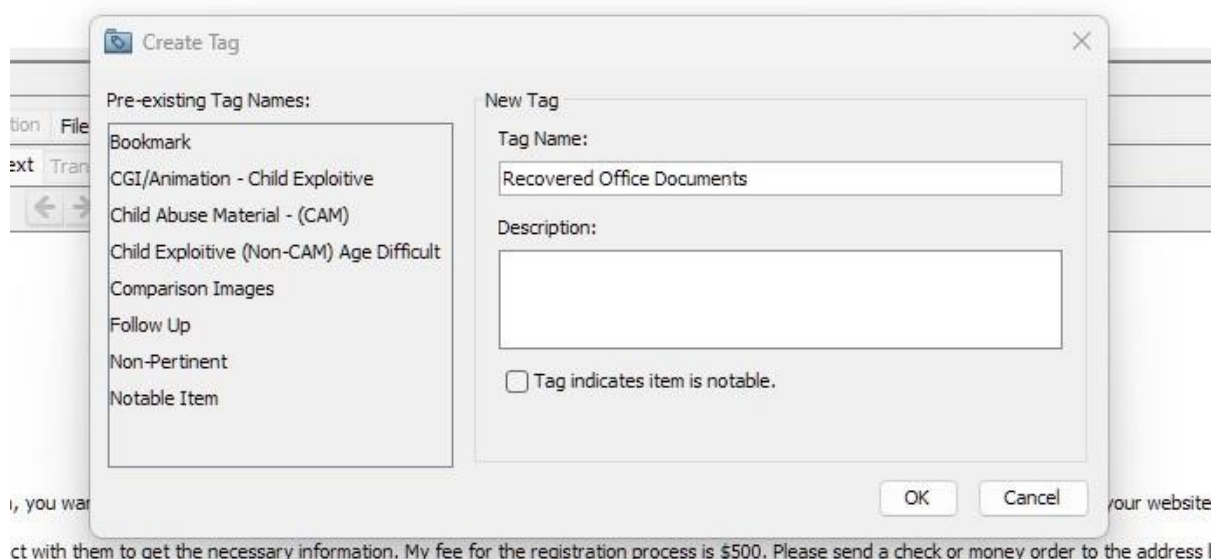 Create Tag
Pre-existing Tag Names:
Bookmark
CGI/Animation - Child Exploitive
Child Abuse Material - (CAM)
Child Exploitive (Non-CAM) Age Difficult
Comparison Images
Follow Up
Non-Pertinent
Notable Item
New Tag
Tag Name:
Recovered Office Documents
Description:
Tag indicates item is notable.
OK
Cancel
File
, you
your website
with them to get the necessary information. My fee for the registration process is $500. Please send a check or money order to the address